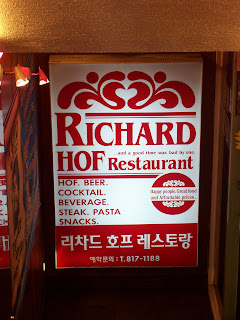 RICHARD
...and a good time was had by one.
HOF Restaurant
HOF. BEER.
COCKTAIL.
BEVERAGE.
STEAK. PASTA
SNACKS.
Happy people, Great food
and Affordable prices.
리차드 호프 레스토랑
예약문의 : T. 817-1188